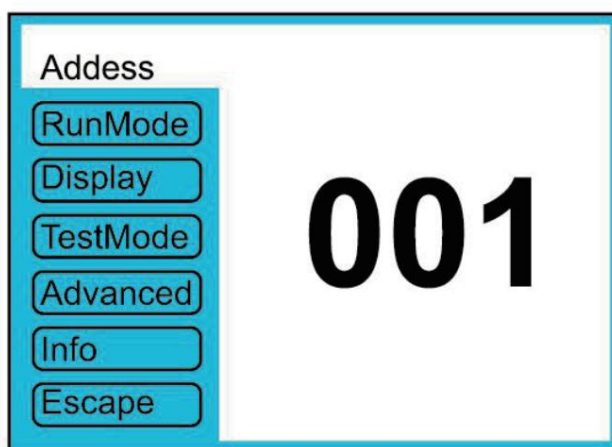 Addess
RunMode
Display
TestMode
Advanced
Info
Escape
001